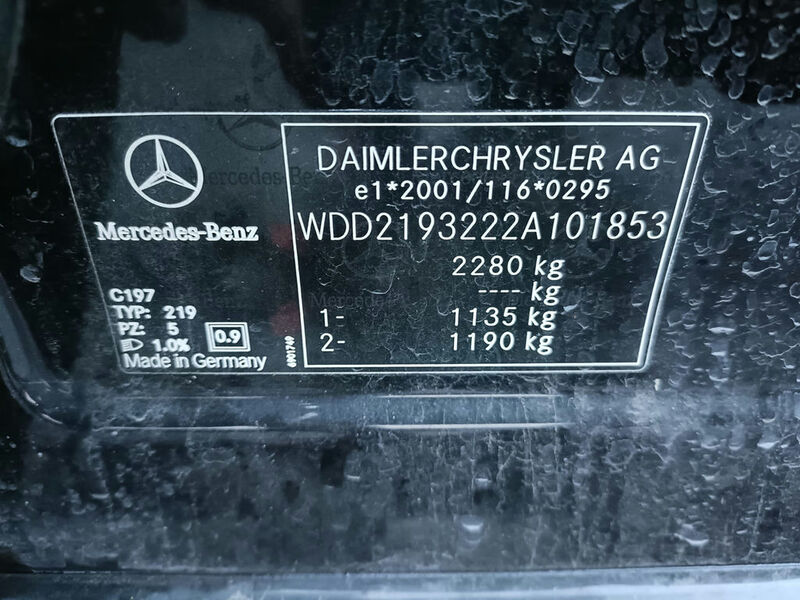 Mercedes-Benz
C197
TYP: 219
PZ: 5
1.0%
0.9
Made in Germany
6901769
DAIMLERCHRYSLER AG
e1*2001/116*0295
WDD2193222A101853
2280 kg
---- kg
1- 1135 kg
2- 1190 kg